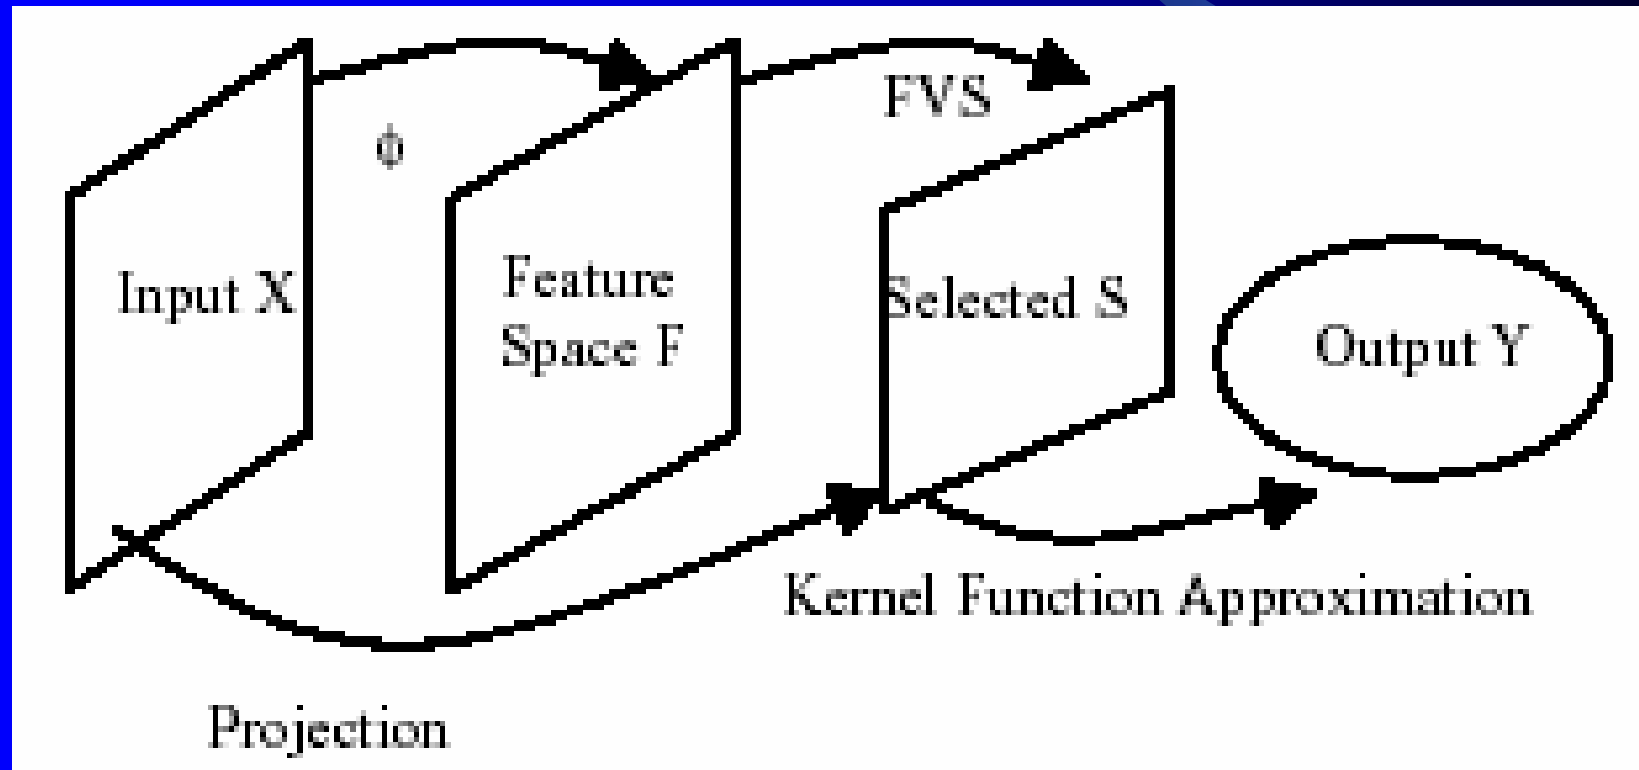 ϕ
FVS
Input X
Feature
Space F
Selected S
Output Y
Kernel Function Approximation
Projection